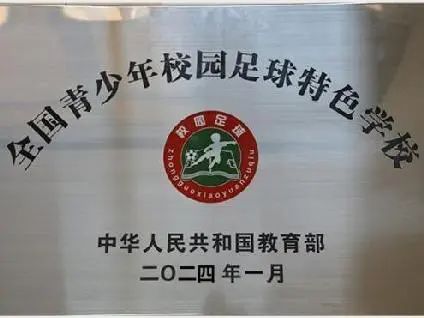 全国青少年校园足球特色学校
校园足球
zhongguoxiaoyuanzuqiu
中华人民共和国教育部
二〇二四年一月